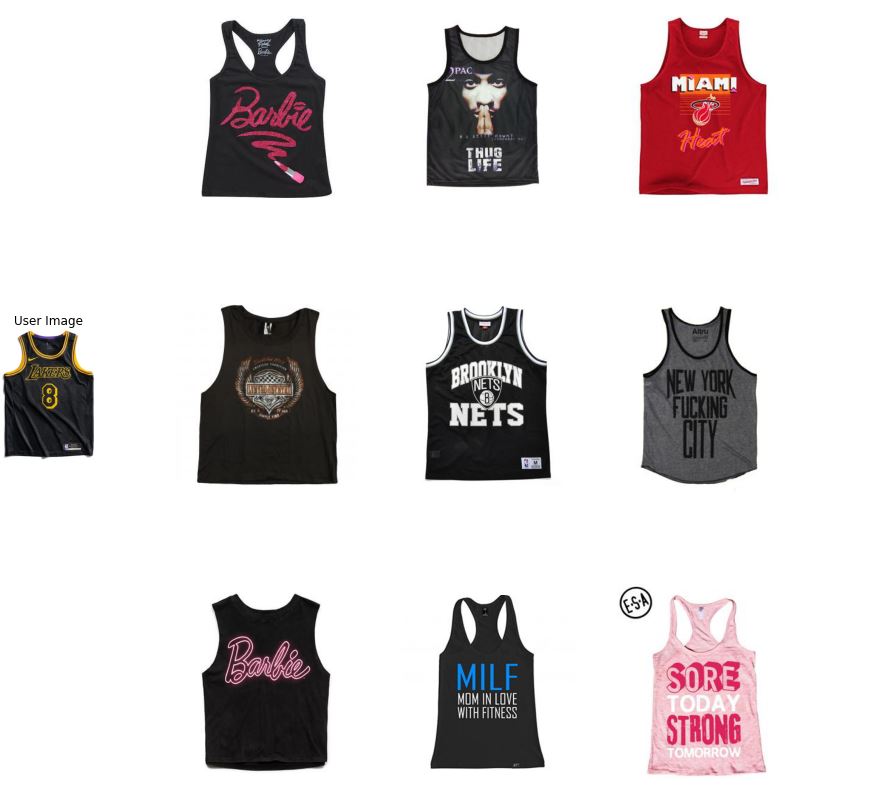 Barbie
2PAC
THUG
LIFE
MIAMI
Heat
User Image
LAKERS
8
BROOKLYN
NETS
NETS
M
Altru
NEW YORK
FUCKING
CITY
Barbie
MILF
MOM IN LOVE
WITH FITNESS
E·S·A
SORE
TODAY
STRONG
TOMORROW